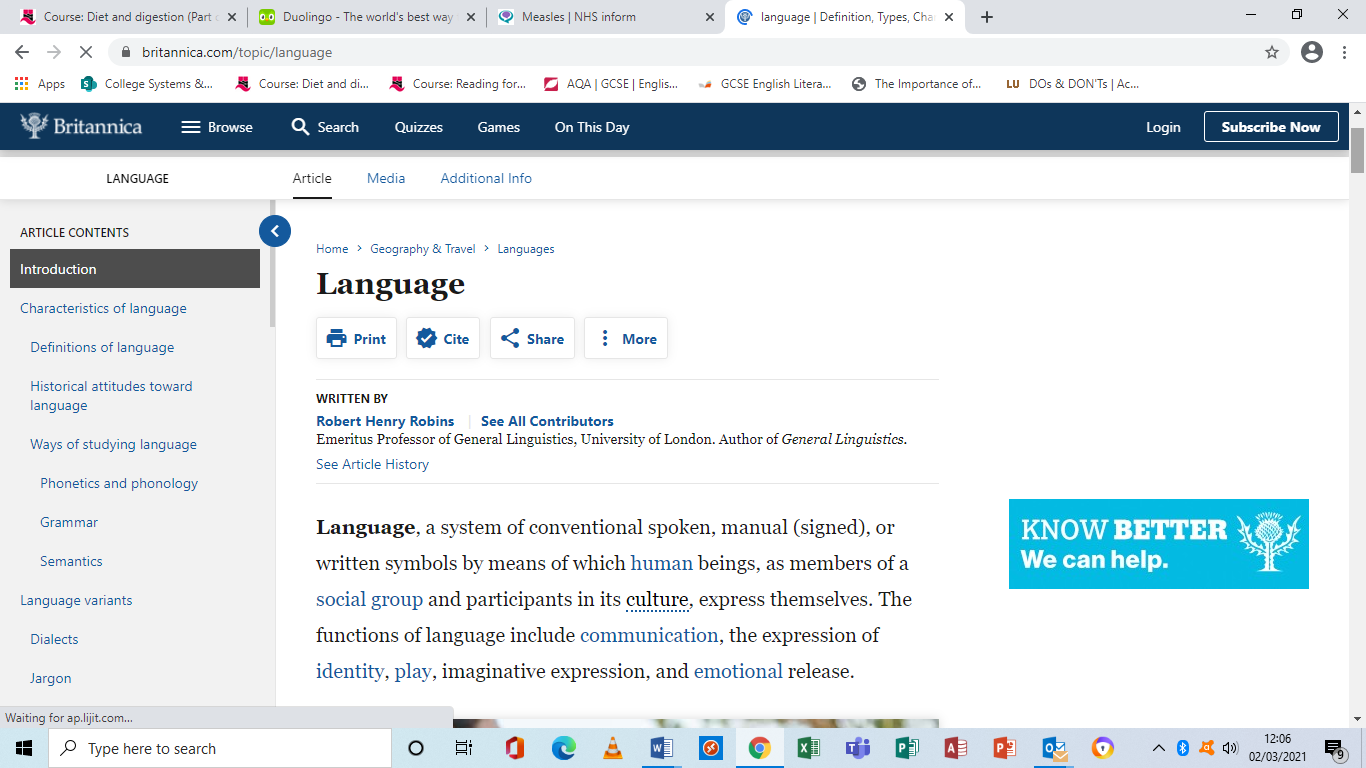 Course: Diet and digestion (Part
Duolingo - The world's best way
Measles | NHS inform
language | Definition, Types, Cha
britannica.com/topic/language
Apps
College Systems &...
Course: Diet and di...
Course: Reading for...
AQA | GCSE | Englis...
GCSE English Litera...
The Importance of...
LU DOs & DON'Ts | Ac...
Britannica
Browse
Search
Quizzes
Games
On This Day
Login
Subscribe Now
LANGUAGE
Article
Media
Additional Info
ARTICLE CONTENTS
Introduction
Characteristics of language
Definitions of language
Historical attitudes toward
language
Ways of studying language
Phonetics and phonology
Grammar
Semantics
Language variants
Dialects
Jargon
Home > Geography & Travel > Languages
Language
Print
Cite
Share
More
WRITTEN BY
Robert Henry Robins | See All Contributors
Emeritus Professor of General Linguistics, University of London. Author of General Linguistics.
See Article History
Language, a system of conventional spoken, manual (signed), or
written symbols by means of which human beings, as members of a
social group and participants in its culture, express themselves. The
functions of language include communication, the expression of
identity, play, imaginative expression, and emotional release.
KNOW BETTER
We can help.
Waiting for ap.lijit.com...
Type here to search
12:06
02/03/2021
9